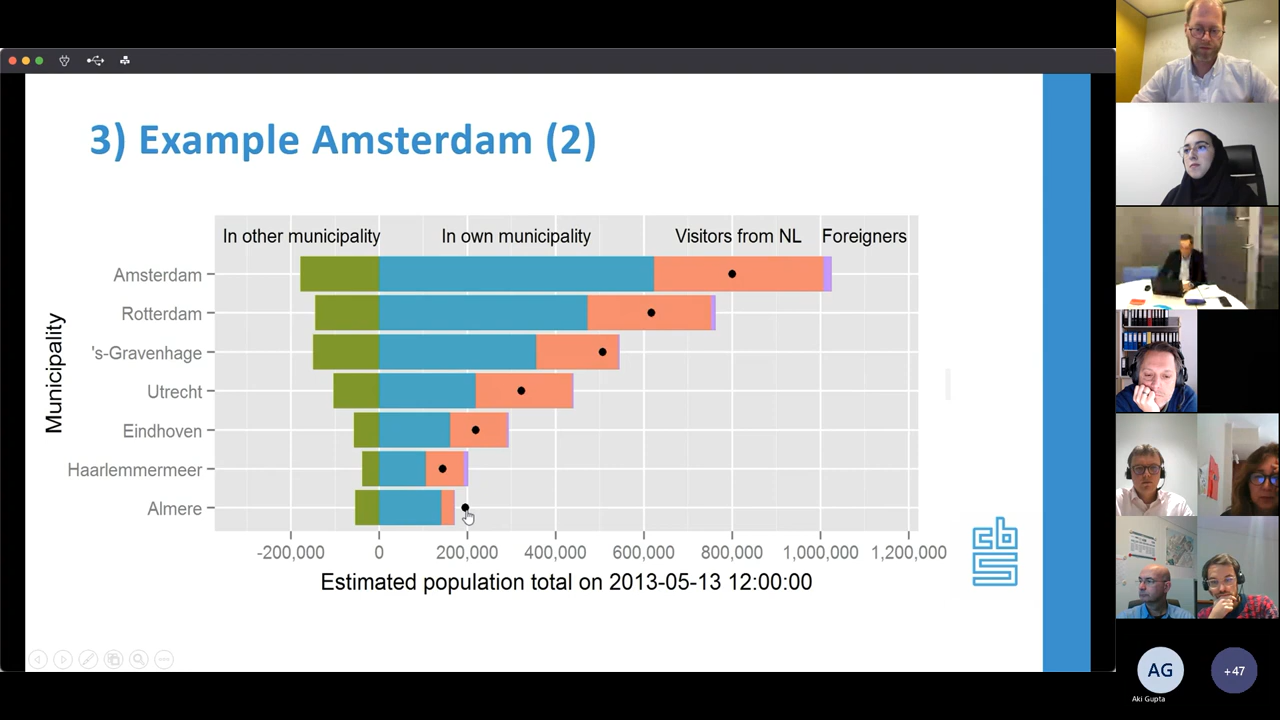 3) Example Amsterdam (2)
In other municipality In own municipality Visitors from NL Foreigners
Municipality
Amsterdam
Rotterdam
's-Gravenhage
Utrecht
Eindhoven
Haarlemmermeer
Almere
-200,000 0 200,000 400,000 600,000 800,000 1,000,000 1,200,000
Estimated population total on 2013-05-13 12:00:00
cbs
AG
Aki Gupta
+47